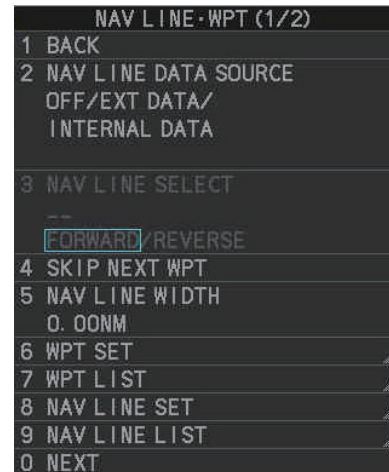 NAV LINE·WPT (1/2)
1 BACK
2 NAV LINE DATA SOURCE
OFF/EXT DATA/
INTERNAL DATA
3 NAV LINE SELECT
--
FORWARD/REVERSE
4 SKIP NEXT WPT
5 NAV LINE WIDTH
0.00NM
6 WPT SET
7 WPT LIST
8 NAV LINE SET
9 NAV LINE LIST
0 NEXT